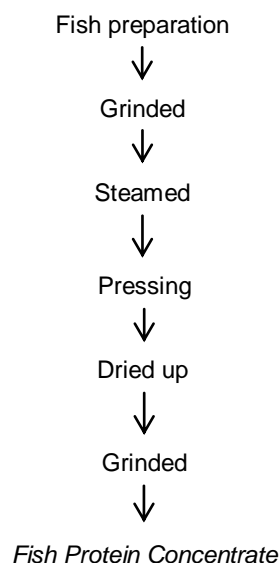 Fish preparation
Grinded
Steamed
Pressing
Dried up
Grinded
Fish Protein Concentrate